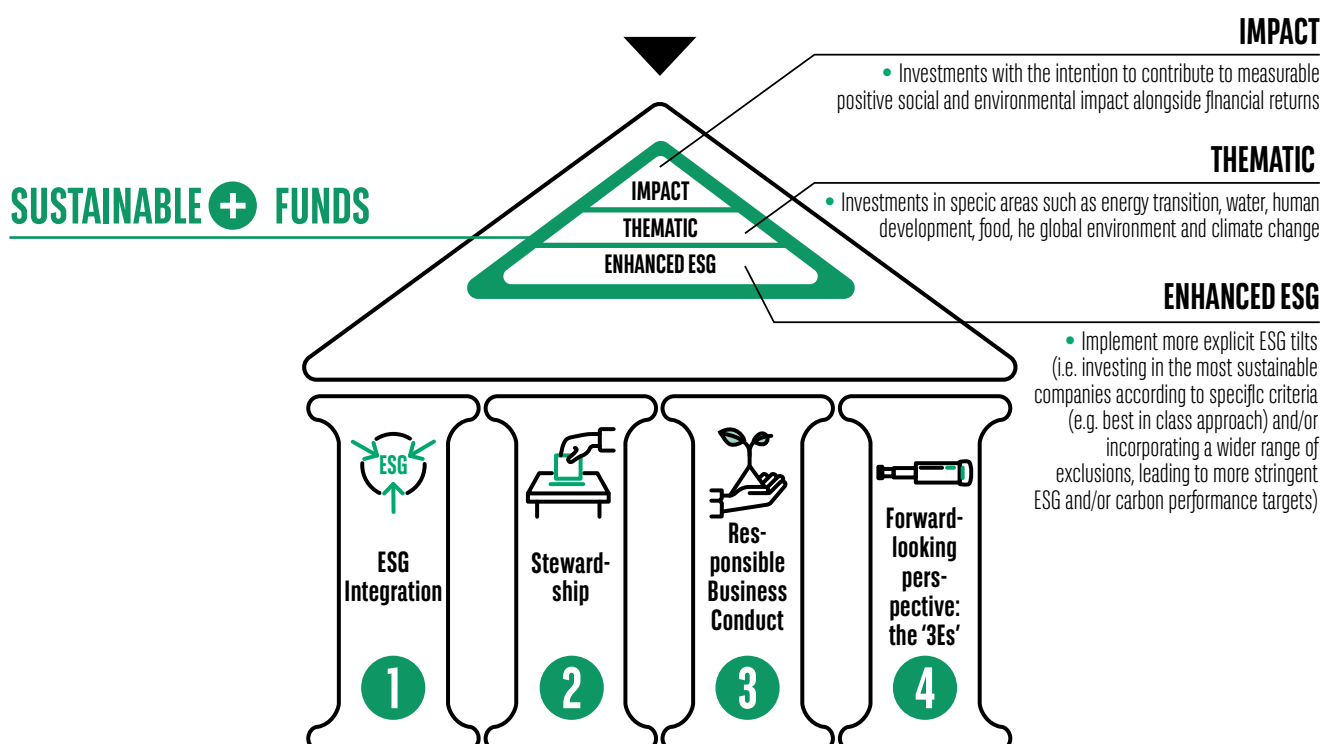 IMPACT
• Investments with the intention to contribute to measurable
positive social and environmental impact alongside financial returns
THEMATIC
• Investments in specic areas such as energy transition, water, human
development, food, he global environment and climate change
ENHANCED ESG
• Implement more explicit ESG tilts
(i.e. investing in the most sustainable
companies according to specific criteria
(e.g. best in class approach) and/or
incorporating a wider range of
exclusions, leading to more stringent
ESG and/or carbon performance targets)
SUSTAINABLE + FUNDS
IMPACT
THEMATIC
ENHANCED ESG
ESG
ESG
Integration
1
Steward-
ship
2
Res-
ponsible
Business
Conduct
3
Forward-
looking
pers-
pective:
the '3Es'
4